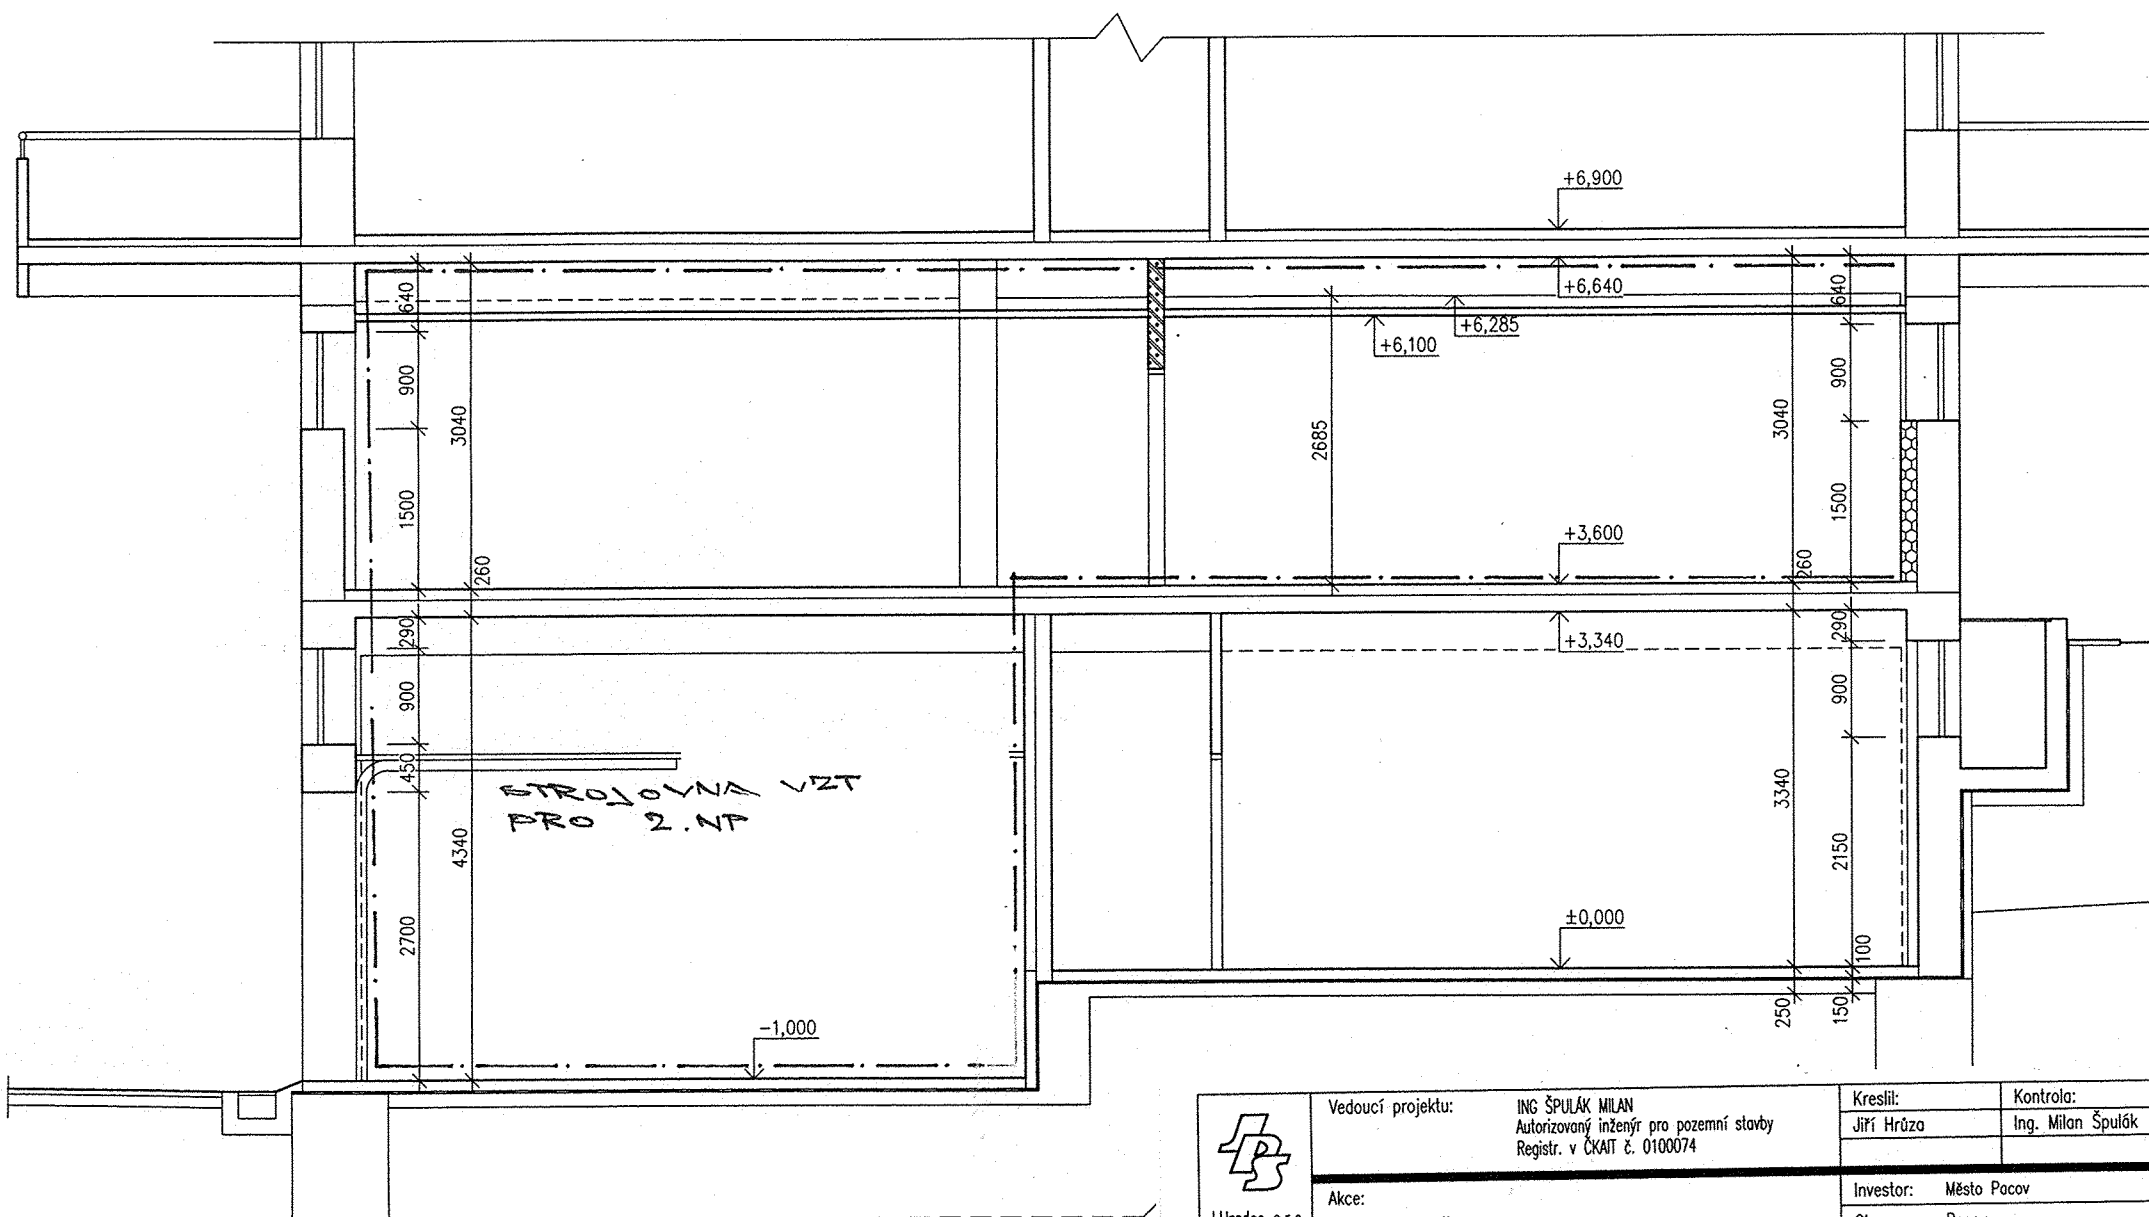 +6,900
+6,640
+6,285
+6,100
640
900
3040
1500
260
2685
3040
640
900
1500
260
+3,600
290
900
450
4340
2700
+3,340
290
900
3340
2150
100
250
150
±0,000
-1,000
STROJOVNA VZT
PRO 2.NP
Vedoucí projektu:
ING ŠPULÁK MILAN
Autorizovaný inženýr pro pozemní stavby
Registr. v ČKAIT č. 0100074
Kreslil:
Kontrola:
Jiří Hrůza
Ing. Milan Špulák
Akce:
Investor: Město Pacov